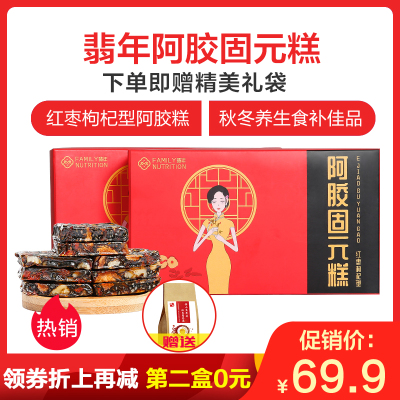 翡年阿胶固元糕
下单即赠精美礼袋
红枣枸杞型阿胶糕
秋冬养生食补佳品
FAMILY
NUTRITION
FAMILY
NUTRITION
阿胶固元糕
EJIAOGUYUANGAO
红枣枸杞型
热销
赠送
促销价:
¥69.9
领券折上再减 第二盒0元